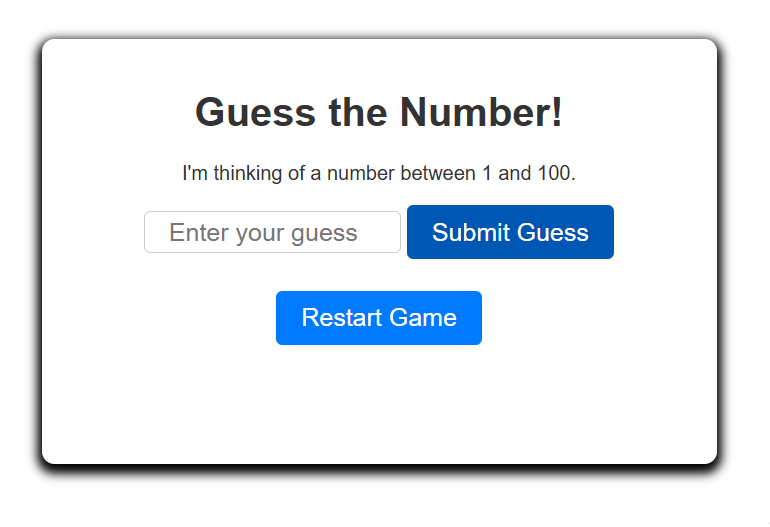 Guess the Number!
I'm thinking of a number between 1 and 100.
Enter your guess Submit Guess
Restart Game